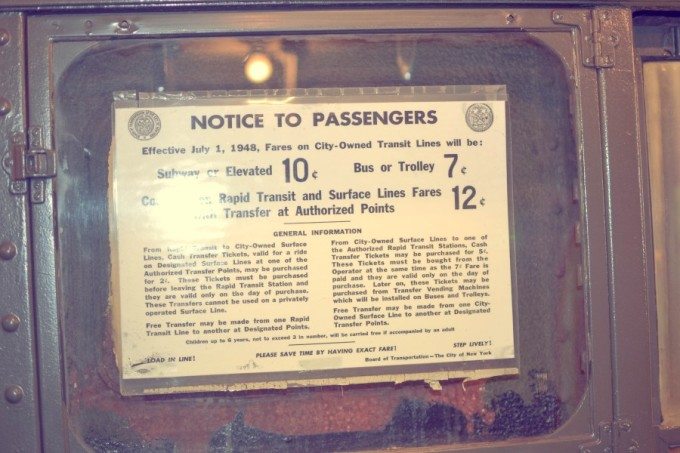 NOTICE TO PASSENGERS
Effective July 1, 1948, Fares on City-Owned Transit Lines will be:
Subway or Elevated 10¢ Bus or Trolley 7¢
Rapid Transit and Surface Lines Fares 12¢
Transfer at Authorized Points
GENERAL INFORMATION
From Rapid Transit to City-Owned Surface
Lines, Cash Transfer Tickets, valid for a ride
on Designated Surface Lines at one of the
Authorized Transfer Points, may be purchased
for 2¢. These Tickets must be purchased
before leaving the Rapid Transit Station and
they are valid only on the day of purchase.
These Transfers cannot be used on a privately
operated Surface Line.
Free Transfer may be made from one Rapid
Transit Line to another at Designated Points.
From City-Owned Surface Lines to one of
the Authorized Rapid Transit Stations, Cash
Transfer Tickets may be purchased for 5¢.
These Tickets must be bought from the
Operator at the same time as the 7¢ Fare is
paid and they are valid only on the day of
purchase. Later on, these Tickets may be
purchased from Transfer Vending Machines
which will be installed on Buses and Trolleys.
Free Transfer may be made from one City-
Owned Surface Line to another at Designated
Transfer Points.
Children up to 6 years, not to exceed 3 in number, will be carried free if accompanied by an adult
LOAD IN LINE! PLEASE SAVE TIME BY HAVING EXACT FARE! STEP LIVELY!
Board of Transportation—The City of New York